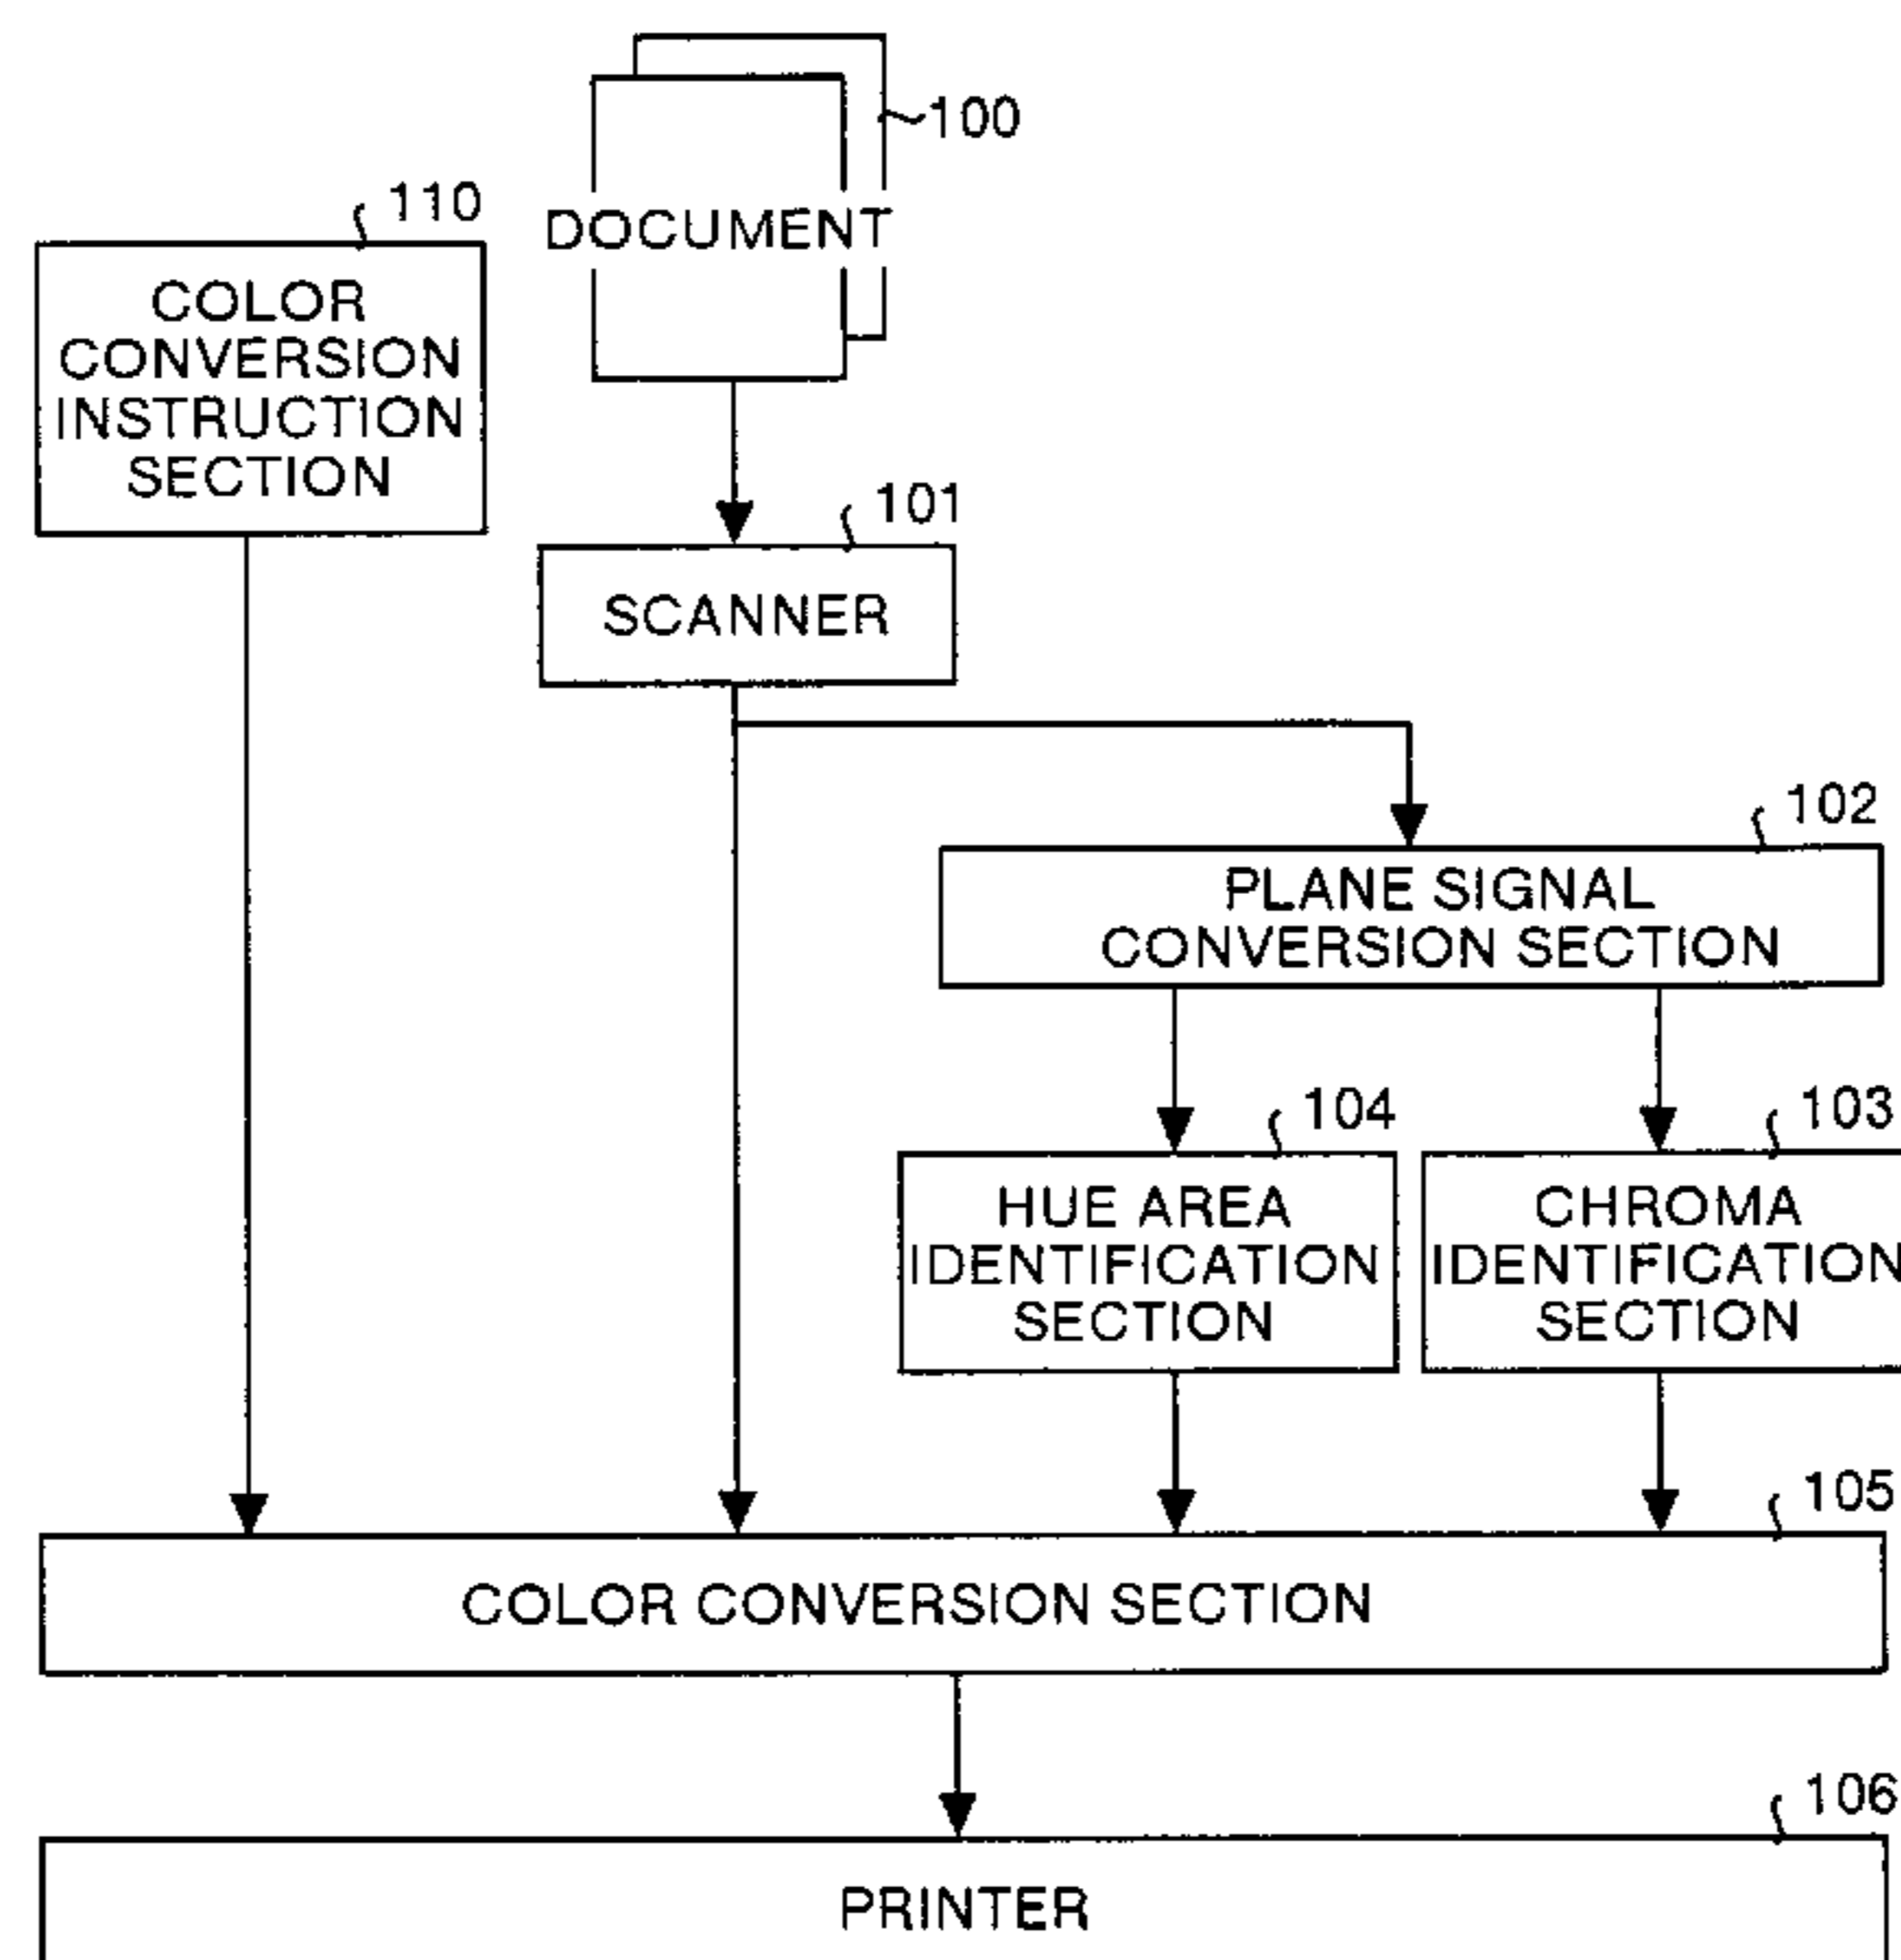 100
DOCUMENT
110
COLOR
CONVERSION
INSTRUCTION
SECTION
101
SCANNER
102
PLANE SIGNAL
CONVERSION SECTION
104
HUE AREA
IDENTIFICATION
SECTION
103
CHROMA
IDENTIFICATION
SECTION
105
COLOR CONVERSION SECTION
106
PRINTER